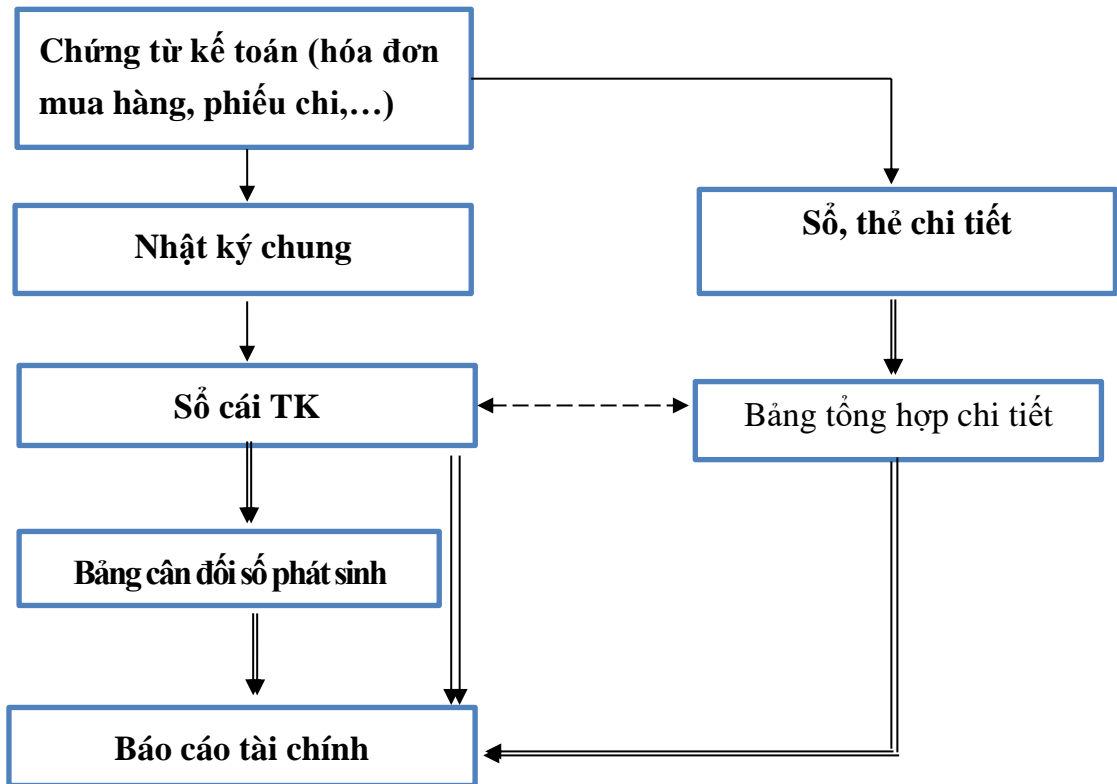 Chứng từ kế toán (hóa đơn
mua hàng, phiếu chi,…)
Nhật ký chung
Sổ, thẻ chi tiết
Sổ cái TK
Bảng tổng hợp chi tiết
Bảng cân đối số phát sinh
Báo cáo tài chính